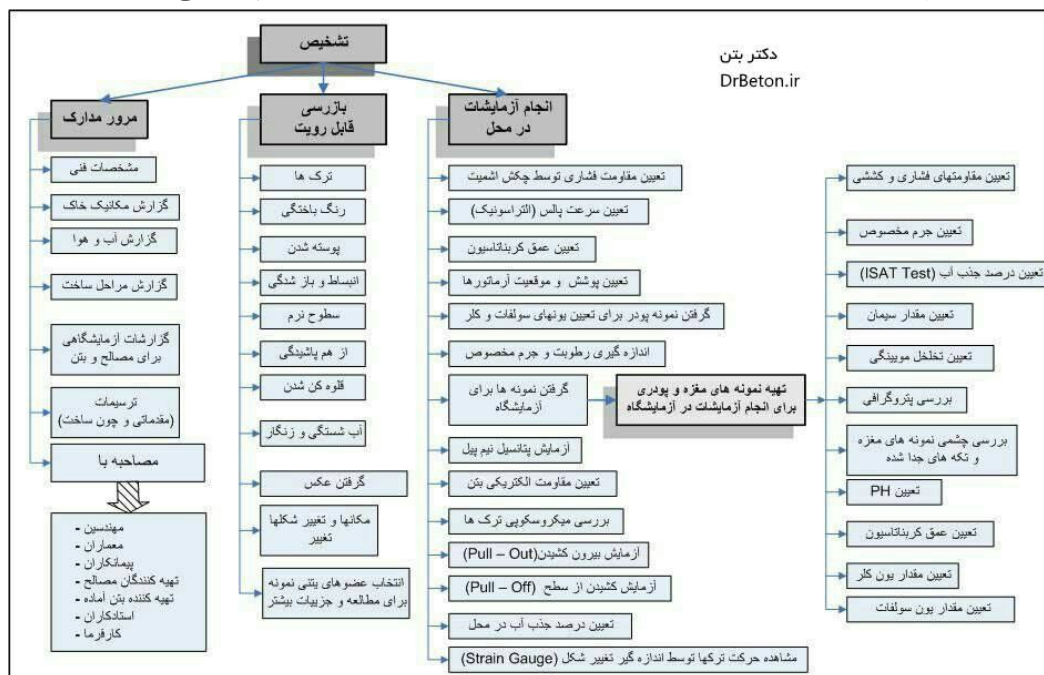 تشخیص
دکتر بتن
DrBeton.ir
مرور مدارک
مشخصات فنی
گزارش مکانیک خاک
گزارش آب و هوا
گزارش مراحل ساخت
گزارشات آزمایشگاهی
برای مصالح و بتن
ترسیمات
(مقدماتی و چون ساخت)
مصاحبه با
- مهندسین
- معماران
- پیمانکاران
- تهیه کنندگان مصالح
- تهیه کننده بتن آماده
- استادکاران
- کارفرما
بازرسی
قابل رویت
ترک ها
رنگ باختگی
پوسته شدن
انبساط و باز شدگی
سطوح نرم
از هم پاشیدگی
قلوه کن شدن
آب شستگی و زنگار
گرفتن عکس
مکانها و تغییر شکلها
تغییر
انتخاب عضوهای بتنی نمونه
برای مطالعه و جزییات بیشتر
انجام آزمایشات
در محل
تعیین مقاومت فشاری توسط چکش اشمیت
تعیین سرعت پالس (التراسونیک)
تعیین عمق کربناتاسیون
تعیین پوشش و موقعیت آرماتورها
گرفتن نمونه پودر برای تعیین یونهای سولفات و کلر
اندازه گیری رطوبت و جرم مخصوص
گرفتن نمونه ها برای
آزمایشگاه
آزمایش پتانسیل نیم پیل
تعیین مقاومت الکتریکی بتن
بررسی میکروسکوپی ترک ها
آزمایش بیرون کشیدن(Pull – Out)
آزمایش کشیدن از سطح (Pull – Off)
تعیین درصد جذب آب در محل
مشاهده حرکت ترکها توسط اندازه گیر تغییر شکل (Strain Gauge)
تهیه نمونه های مغزه و پودری
برای انجام آزمایشات در آزمایشگاه
تعیین مقاومتهای فشاری و کششی
تعیین جرم مخصوص
تعیین درصد جذب آب (ISAT Test)
تعیین مقدار سیمان
تعیین تخلخل مویینگی
بررسی پتروگرافی
بررسی چشمی نمونه های مغزه
و تکه های جدا شده
تعیین PH
تعیین عمق کربناتاسیون
تعیین مقدار یون کلر
تعیین مقدار یون سولفات